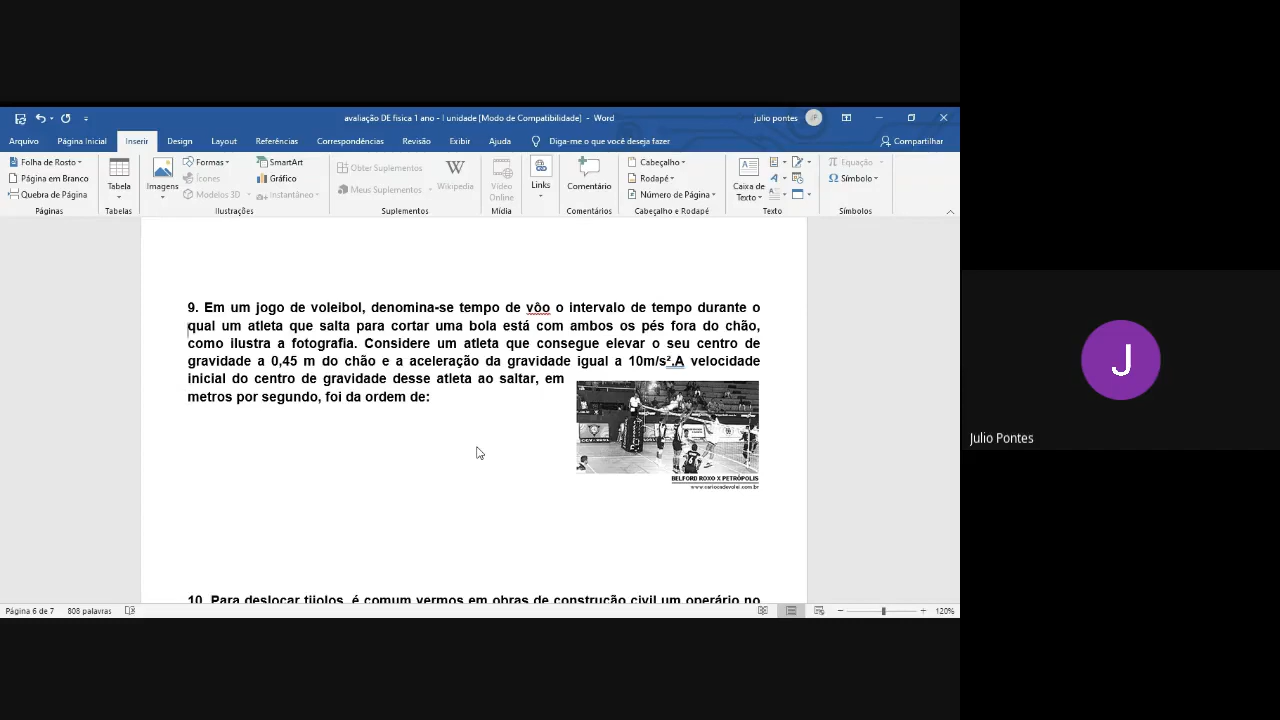 avaliação DE fisica 1 ano - I unidade [Modo de Compatibilidade] - Word
julio pontes
JP
Arquivo Página Inicial Inserir Design Layout Referências Correspondências Revisão Exibir Ajuda Diga-me o que você deseja fazer Compartilhar
Folha de Rosto
Página em Branco
Quebra de Página
Páginas
Tabela
Tabelas
Imagens
Formas
Ícones
Modelos 3D
SmartArt
Gráfico
Instantâneo
Ilustrações
Obter Suplementos
Meus Suplementos
Wikipedia
Suplementos
Vídeo
Online
Mídia
Links
Comentário
Comentários
Cabeçalho
Rodapé
Número de Página
Cabeçalho e Rodapé
Caixa de
Texto
Texto
Equação
Símbolo
Símbolos
9. Em um jogo de voleibol, denomina-se tempo de vôo o intervalo de tempo durante o
qual um atleta que salta para cortar uma bola está com ambos os pés fora do chão,
como ilustra a fotografia. Considere um atleta que consegue elevar o seu centro de
gravidade a 0,45 m do chão e a aceleração da gravidade igual a 10m/s².A velocidade
inicial do centro de gravidade desse atleta ao saltar, em
metros por segundo, foi da ordem de:
BELFORD ROXO X PETRÓPOLIS
10. Para deslocar tijolos, é comum vermos em obras de construção civil um operário no
Página 6 de 7 808 palavras 120%
J
Julio Pontes